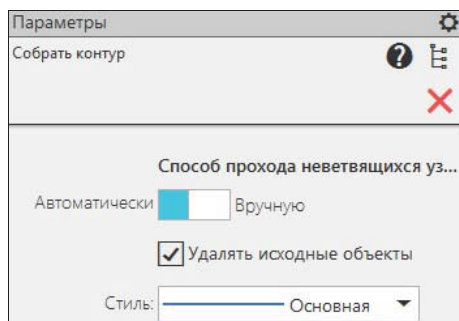 Параметры
Собрать контур
Способ прохода неветвящихся уз...
Автоматически Вручную
Удалять исходные объекты
Стиль: Основная